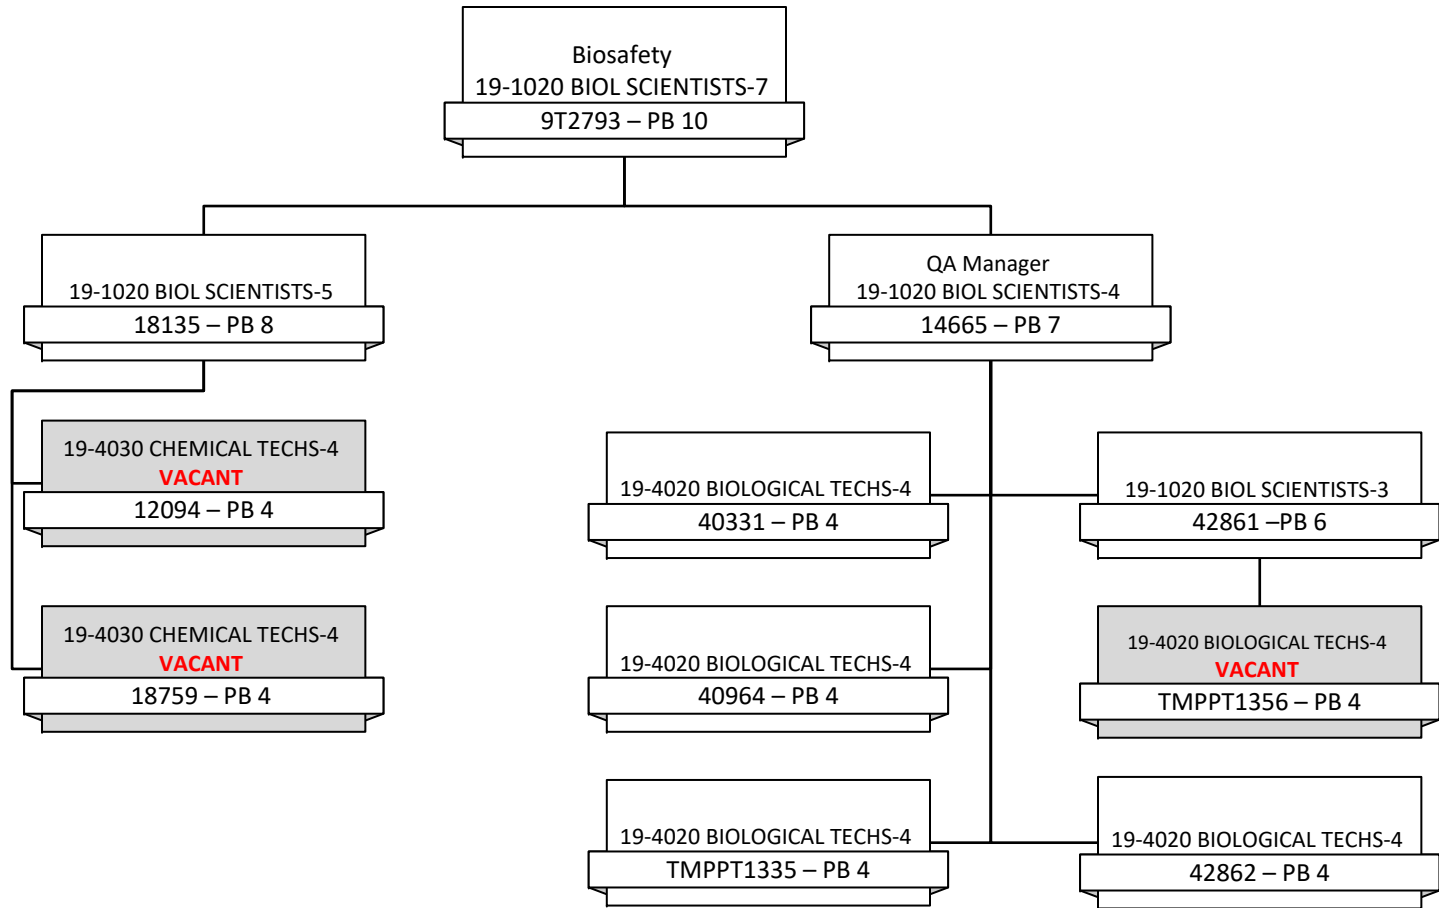 Biosafety
19-1020 BIOL SCIENTISTS-7
9T2793 – PB 10
19-1020 BIOL SCIENTISTS-5
18135 – PB 8
QA Manager
19-1020 BIOL SCIENTISTS-4
14665 – PB 7
19-4030 CHEMICAL TECHS-4
VACANT
12094 – PB 4
19-4020 BIOLOGICAL TECHS-4
40331 – PB 4
19-1020 BIOL SCIENTISTS-3
42861 –PB 6
19-4030 CHEMICAL TECHS-4
VACANT
18759 – PB 4
19-4020 BIOLOGICAL TECHS-4
40964 – PB 4
19-4020 BIOLOGICAL TECHS-4
VACANT
TMPPT1356 – PB 4
19-4020 BIOLOGICAL TECHS-4
TMPPT1335 – PB 4
19-4020 BIOLOGICAL TECHS-4
42862 – PB 4